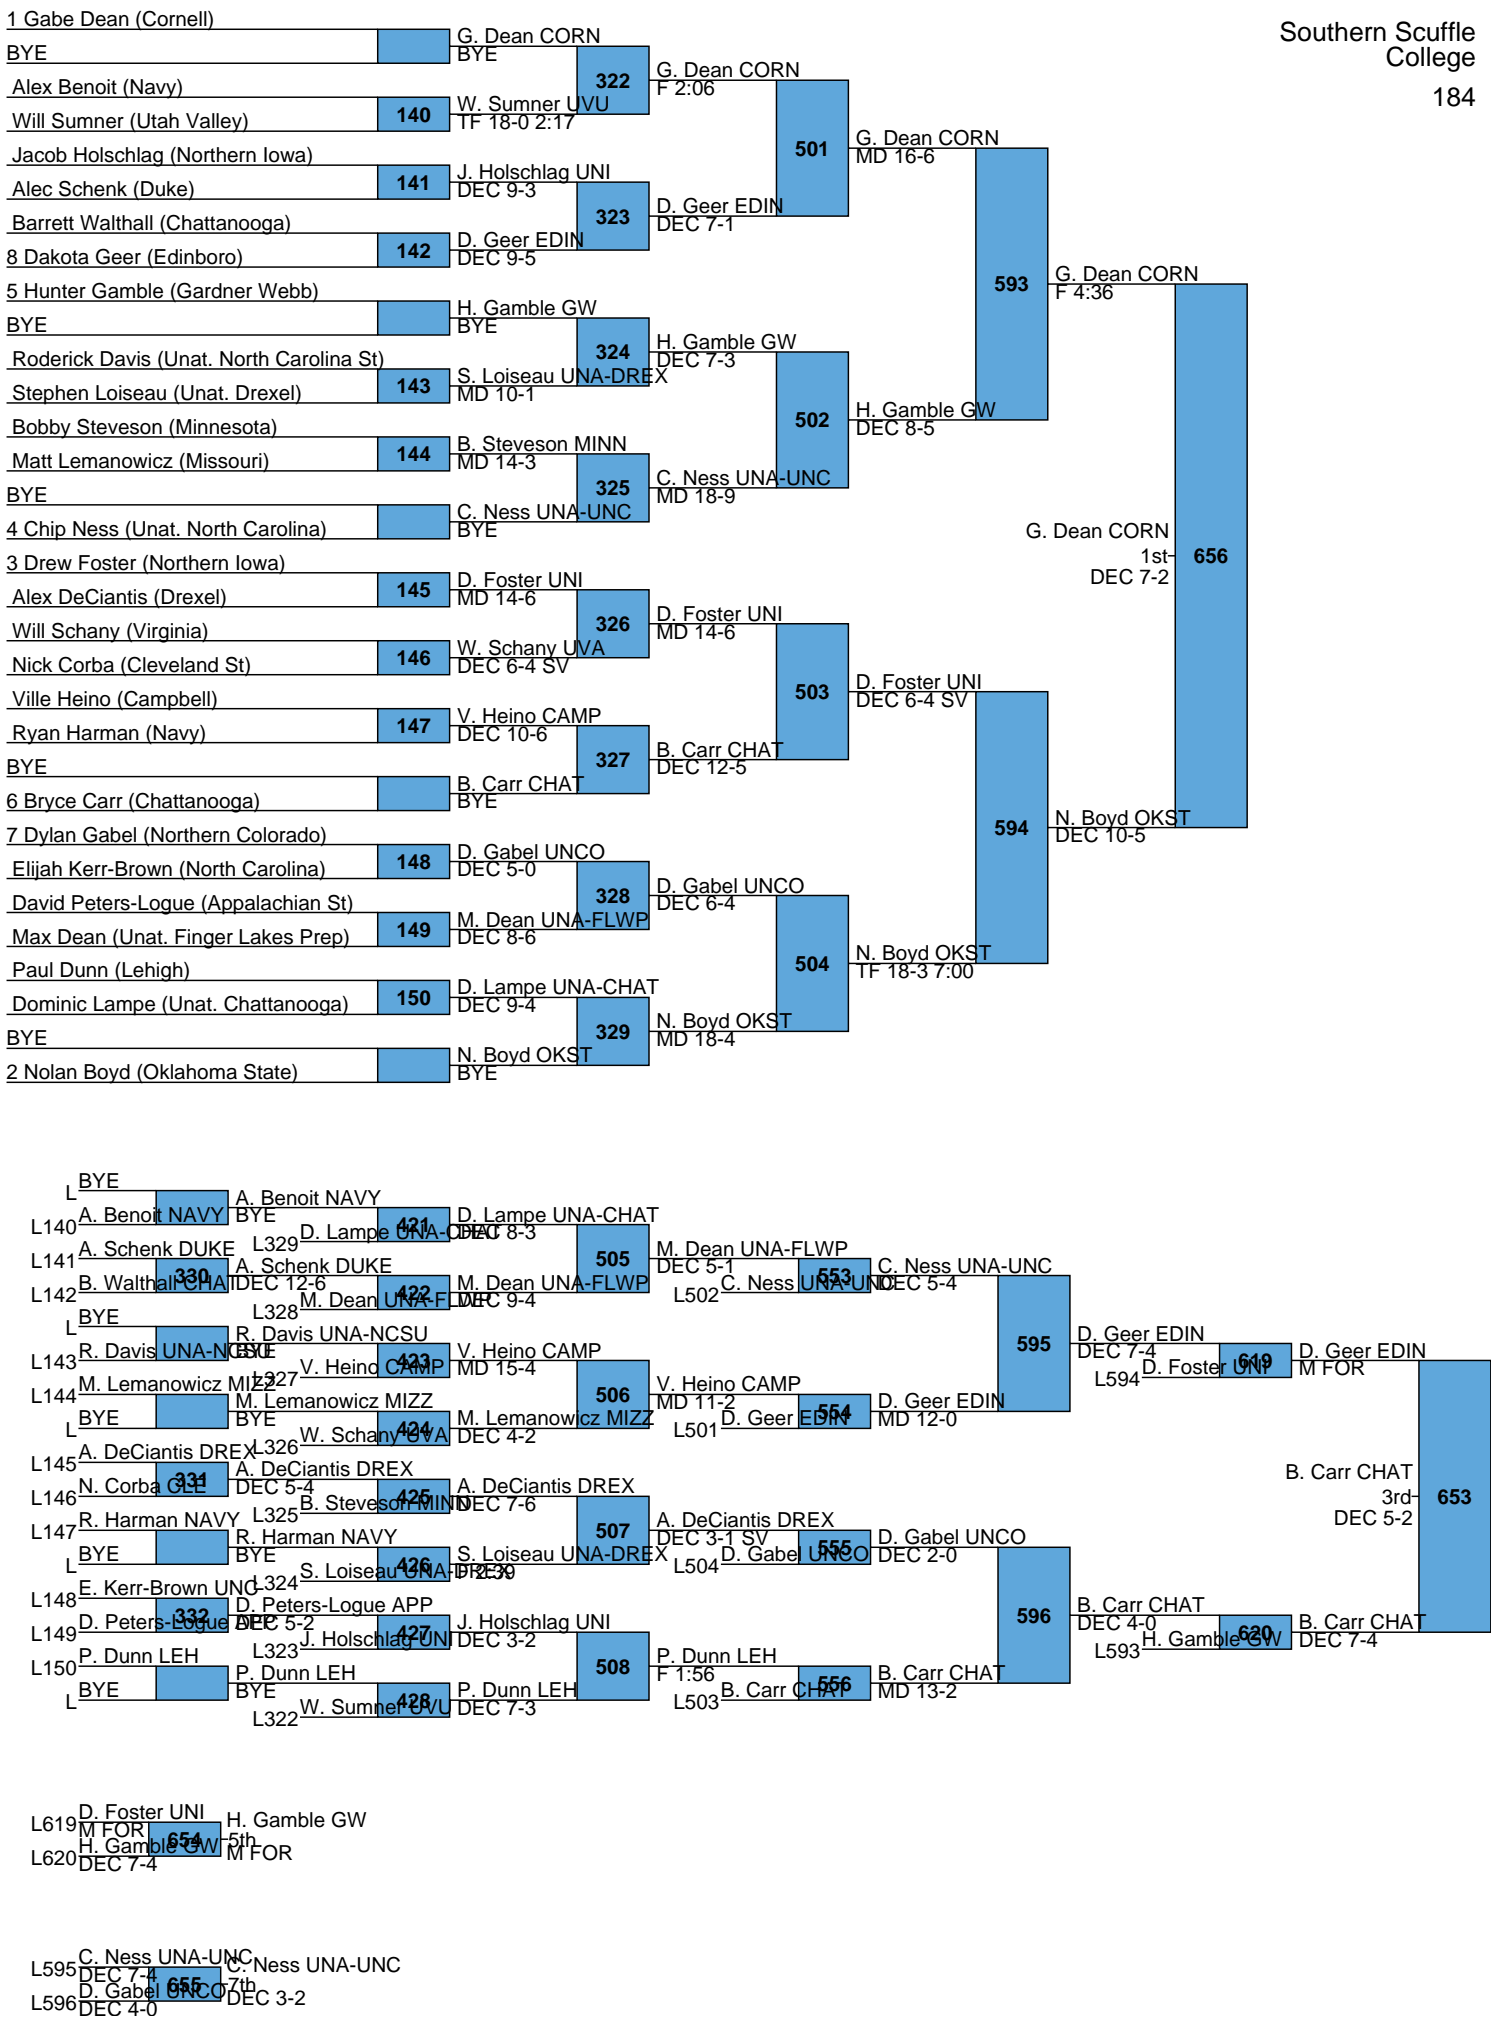 Southern Scuffle
College
184
1 Gabe Dean (Cornell)
BYE
Alex Benoit (Navy)
Will Sumner (Utah Valley)
Jacob Holschlag (Northern Iowa)
Alec Schenk (Duke)
Barrett Walthall (Chattanooga)
8 Dakota Geer (Edinboro)
5 Hunter Gamble (Gardner Webb)
BYE
Roderick Davis (Unat. North Carolina St)
Stephen Loiseau (Unat. Drexel)
Bobby Steveson (Minnesota)
Matt Lemanowicz (Missouri)
BYE
4 Chip Ness (Unat. North Carolina)
3 Drew Foster (Northern Iowa)
Alex DeCiantis (Drexel)
Will Schany (Virginia)
Nick Corba (Cleveland St)
Ville Heino (Campbell)
Ryan Harman (Navy)
BYE
6 Bryce Carr (Chattanooga)
7 Dylan Gabel (Northern Colorado)
Elijah Kerr-Brown (North Carolina)
David Peters-Logue (Appalachian St)
Max Dean (Unat. Finger Lakes Prep)
Paul Dunn (Lehigh)
Dominic Lampe (Unat. Chattanooga)
BYE
2 Nolan Boyd (Oklahoma State)
G. Dean CORN
BYE
140
W. Sumner UVU
TF 18-0 2:17
141
J. Holschlag UNI
DEC 9-3
142
D. Geer EDIN
DEC 9-5
H. Gamble GW
BYE
143
S. Loiseau UNA-DREX
MD 10-1
144
B. Steveson MINN
MD 14-3
C. Ness UNA-UNC
BYE
145
D. Foster UNI
MD 14-6
146
W. Schany UVA
DEC 6-4 SV
147
V. Heino CAMP
DEC 10-6
B. Carr CHAT
BYE
148
D. Gabel UNCO
DEC 5-0
149
M. Dean UNA-FLWP
DEC 8-6
150
D. Lampe UNA-CHAT
DEC 9-4
N. Boyd OKST
BYE
322
G. Dean CORN
F 2:06
323
D. Geer EDIN
DEC 7-1
324
H. Gamble GW
DEC 7-3
325
C. Ness UNA-UNC
MD 18-9
326
D. Foster UNI
MD 14-6
327
B. Carr CHAT
DEC 12-5
328
D. Gabel UNCO
DEC 6-4
329
N. Boyd OKST
MD 18-4
501
G. Dean CORN
MD 16-6
502
H. Gamble GW
DEC 8-5
503
D. Foster UNI
DEC 6-4 SV
504
N. Boyd OKST
TF 18-3 7:00
593
G. Dean CORN
F 4:36
594
N. Boyd OKST
DEC 10-5
G. Dean CORN
1st
DEC 7-2
656
L BYE
L140 A. Benoit NAVY
L141 A. Schenk DUKE
330
L142 B. Walthall CHAT
L BYE
L143 R. Davis UNA-NCSU
L144 M. Lemanowicz MIZZ
L BYE
L145 A. DeCiantis DREX
331
L146 N. Corba CLE
L147 R. Harman NAVY
L BYE
L148 E. Kerr-Brown UNC
332
L149 D. Peters-Logue APP
L150 P. Dunn LEH
L BYE
A. Benoit NAVY
BYE
421
L329 D. Lampe UNA-CHAT
A. Schenk DUKE
DEC 12-6
422
L328 M. Dean UNA-FLWP
R. Davis UNA-NCSU
BYE
423
L327 V. Heino CAMP
M. Lemanowicz MIZZ
BYE
424
L326 W. Schany UVA
A. DeCiantis DREX
DEC 5-4
425
L325 B. Steveson MINN
R. Harman NAVY
BYE
426
L324 S. Loiseau UNA-DREX
D. Peters-Logue APP
DEC 5-2
427
L323 J. Holschlag UNI
P. Dunn LEH
BYE
428
L322 W. Sumner UVU
D. Lampe UNA-CHAT
DEC 8-3
505
M. Dean UNA-FLWP
DEC 9-4
V. Heino CAMP
MD 15-4
506
M. Lemanowicz MIZZ
DEC 4-2
A. DeCiantis DREX
DEC 7-6
507
S. Loiseau UNA-DREX
F 2:39
J. Holschlag UNI
DEC 3-2
508
P. Dunn LEH
DEC 7-3
M. Dean UNA-FLWP
DEC 5-1
553
L502 C. Ness UNA-UNC
V. Heino CAMP
MD 11-2
554
L501 D. Geer EDIN
A. DeCiantis DREX
DEC 3-1 SV
555
L504 D. Gabel UNCO
P. Dunn LEH
F 1:56
556
L503 B. Carr CHAT
C. Ness UNA-UNC
DEC 5-4
595
D. Geer EDIN
MD 12-0
D. Gabel UNCO
DEC 2-0
596
B. Carr CHAT
MD 13-2
D. Geer EDIN
DEC 7-4
619
L594 D. Foster UNI
B. Carr CHAT
DEC 4-0
620
L593 H. Gamble GW
D. Geer EDIN
M FOR
B. Carr CHAT
DEC 7-4
B. Carr CHAT
3rd
DEC 5-2
653
L619 D. Foster UNI
M FOR
654
L620 H. Gamble GW
DEC 7-4
H. Gamble GW
5th
M FOR
L595 C. Ness UNA-UNC
DEC 7-4
655
L596 D. Gabel UNCO
DEC 4-0
C. Ness UNA-UNC
7th
DEC 3-2